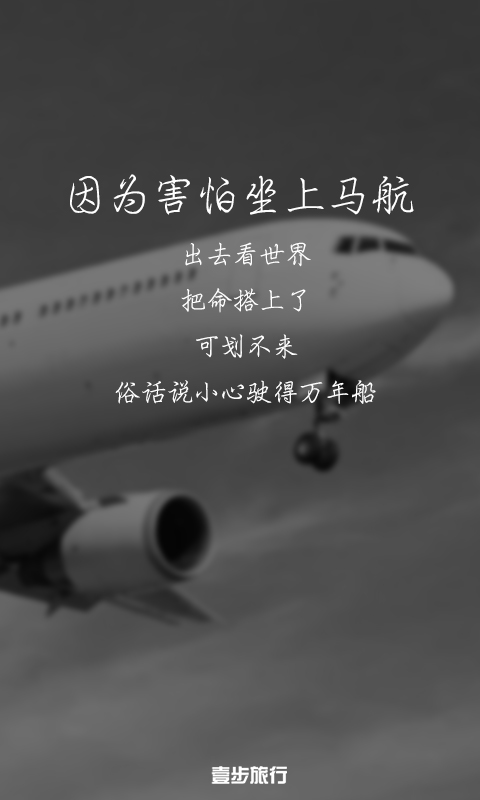 因为害怕坐上马航
出去看世界
把命搭上了
可划不来
俗话说小心驶得万年船
壹步旅行